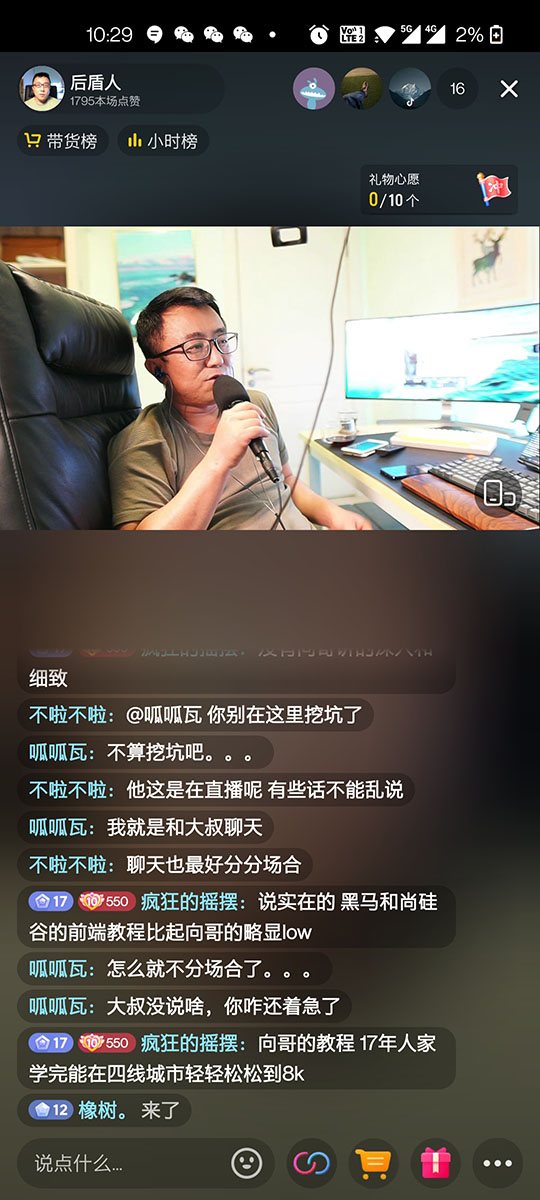 10:29
VoWi 1
LTE 2
5G
4G
2%
后盾人
1795本场点赞
16
带货榜
小时榜
礼物心愿
0/10个
冲
细致
不啦不啦：@呱呱瓦 你别在这里挖坑了
呱呱瓦：不算挖坑吧。。。
不啦不啦：他这是在直播呢 有些话不能乱说
呱呱瓦：我就是和大叔聊天
不啦不啦：聊天也最好分分场合
17 10 550 疯狂的摇摆：说实在的 黑马和尚硅
谷的前端教程比起向哥的略显low
呱呱瓦：怎么就不分场合了。。。
呱呱瓦：大叔没说啥，你咋还着急了
17 10 550 疯狂的摇摆：向哥的教程 17年人家
学完能在四线城市轻轻松松到8k
12 橡树。 来了
说点什么...